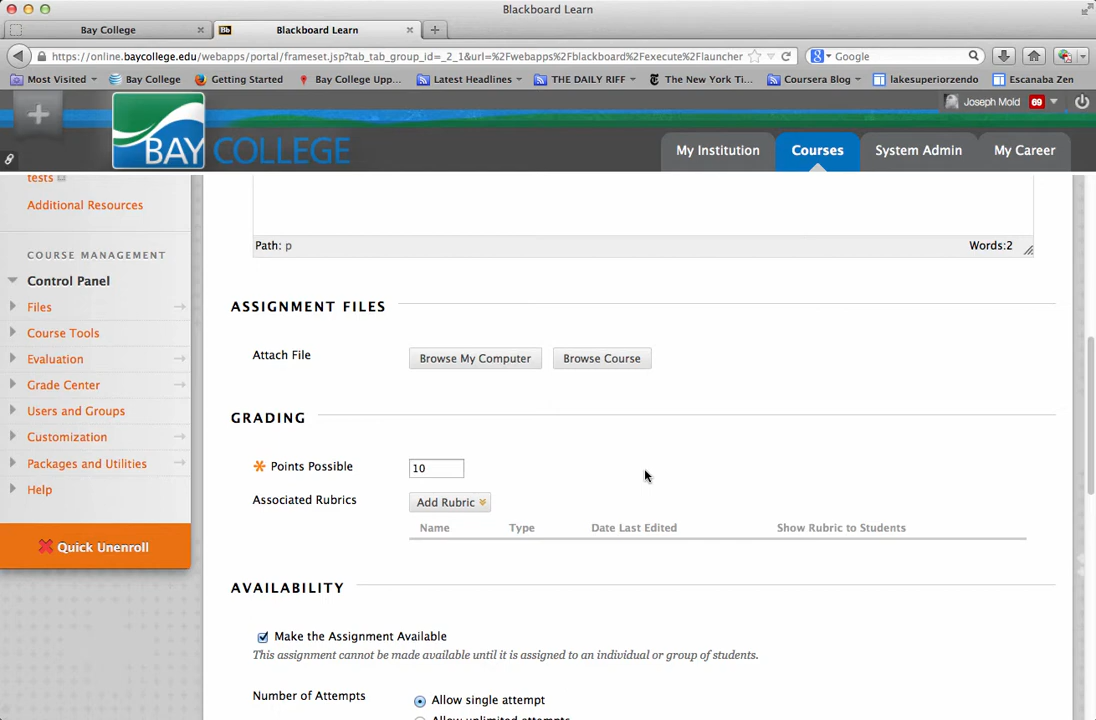 Blackboard Learn
Bay College
Bb Blackboard Learn
https://online.baycollege.edu/webapps/portal/frameset.jsp?tab_tab_group_id=_2_1&url=%2Fwebapps%2Fblackboard%2Fexecute%2Flauncher
Google
Most Visited
Bay College
Getting Started
Bay College Upp...
Latest Headlines
THE DAILY RIFF
The New York Ti...
Coursera Blog
lakesuperiorzendo
Escanaba Zen
Joseph Mold 69
BAY COLLEGE
My Institution
Courses
System Admin
My Career
tests
Additional Resources
COURSE MANAGEMENT
Control Panel
Files
Course Tools
Evaluation
Grade Center
Users and Groups
Customization
Packages and Utilities
Help
Quick Unenroll
Path: p
Words:2
ASSIGNMENT FILES
Attach File
Browse My Computer
Browse Course
GRADING
Points Possible
10
Associated Rubrics
Add Rubric
Name Type Date Last Edited Show Rubric to Students
AVAILABILITY
Make the Assignment Available
This assignment cannot be made available until it is assigned to an individual or group of students.
Number of Attempts
Allow single attempt
Allow unlimited attempts